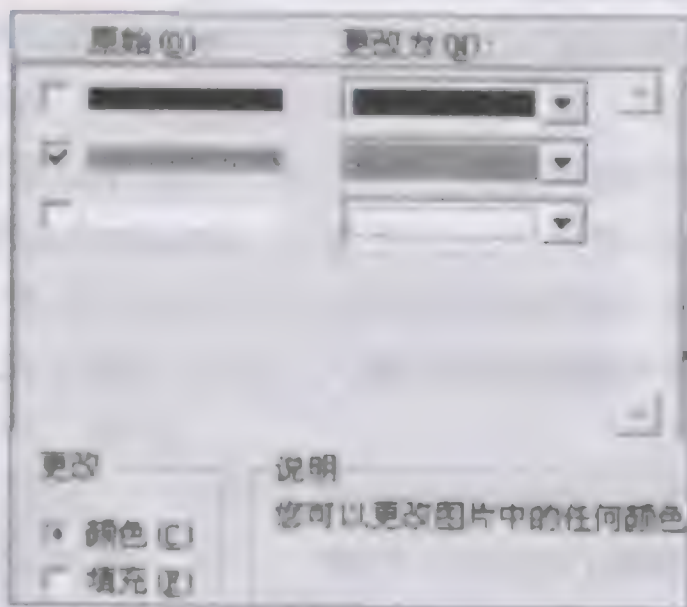 原始(O)
更改为(N):
更改
颜色(C)
填充(F)
说明
您可以更改图片中的任何颜色